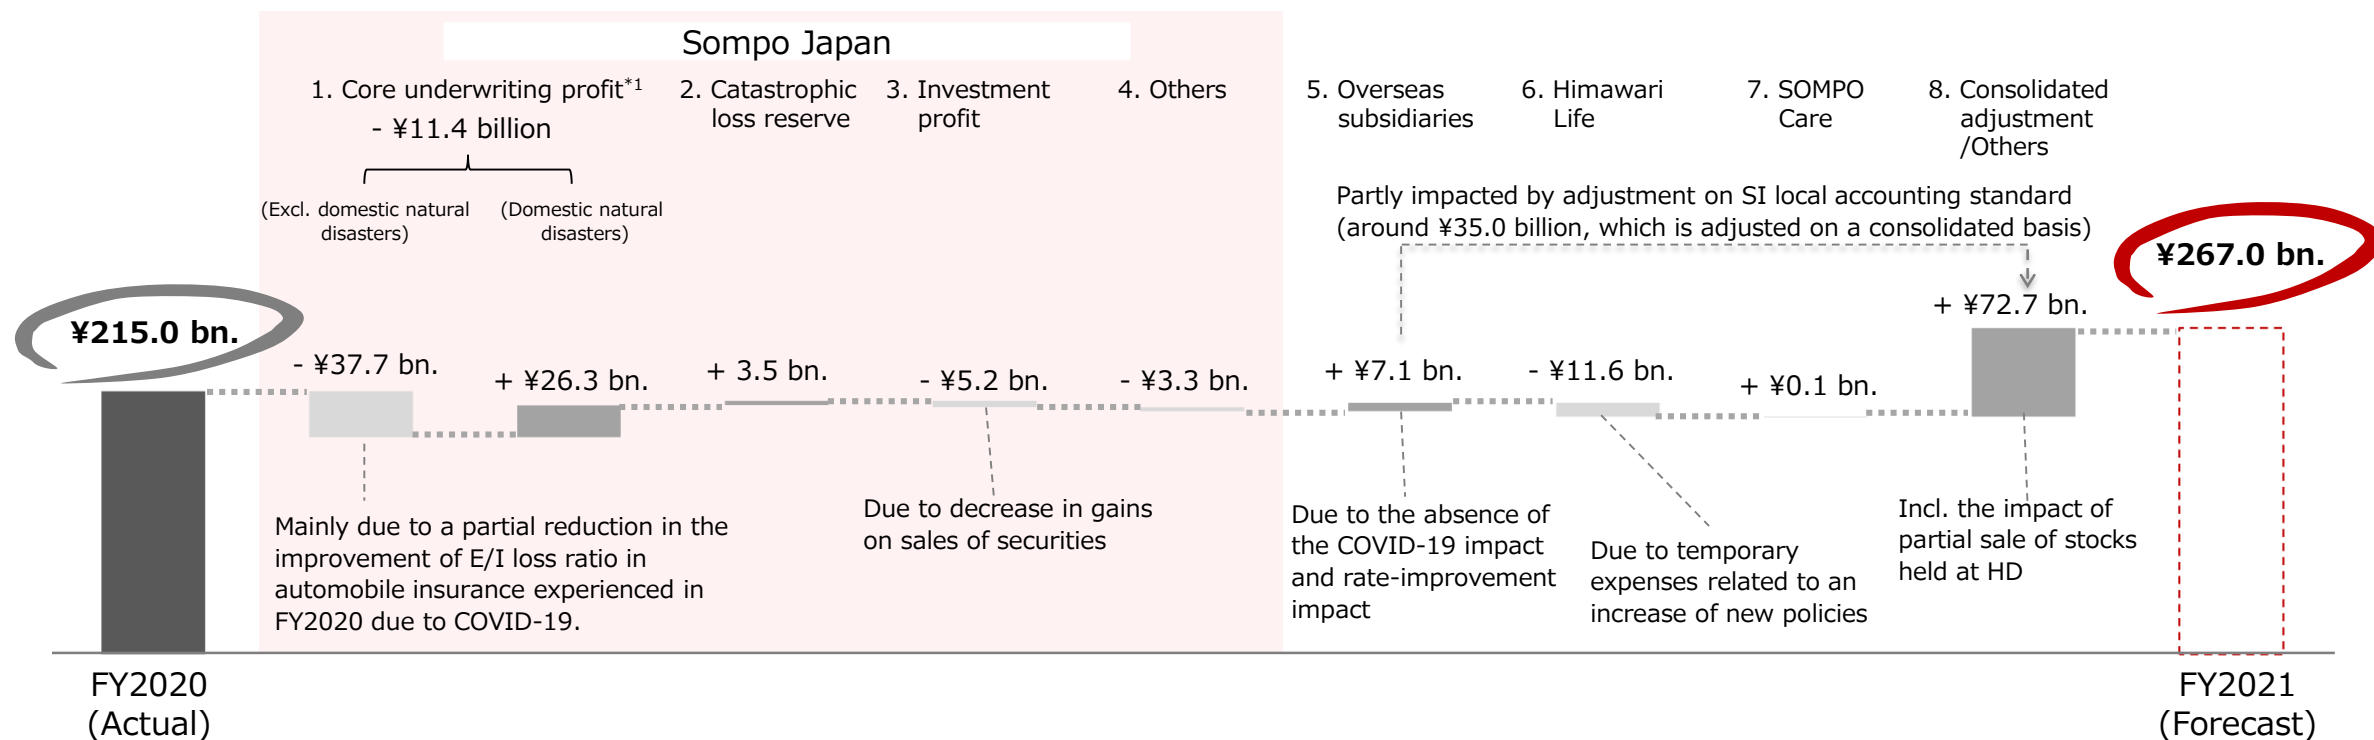 Sompo Japan
1. Core underwriting profit*1
- ¥11.4 billion
(Excl. domestic natural
disasters)
(Domestic natural
disasters)
2. Catastrophic
loss reserve
3. Investment
profit
4. Others
5. Overseas
subsidiaries
6. Himawari
Life
7. SOMPO
Care
8. Consolidated
adjustment
/Others
Partly impacted by adjustment on SI local accounting standard
(around ¥35.0 billion, which is adjusted on a consolidated basis)
¥215.0 bn.
- ¥37.7 bn.
+ ¥26.3 bn.
+ 3.5 bn.
- ¥5.2 bn.
- ¥3.3 bn.
+ ¥7.1 bn.
- ¥11.6 bn.
+ ¥0.1 bn.
+ ¥72.7 bn.
¥267.0 bn.
Mainly due to a partial reduction in the
improvement of E/I loss ratio in
automobile insurance experienced in
FY2020 due to COVID-19.
Due to decrease in gains
on sales of securities
Due to the absence of
the COVID-19 impact
and rate-improvement
impact
Due to temporary
expenses related to an
increase of new policies
Incl. the impact of
partial sale of stocks
held at HD
FY2020
(Actual)
FY2021
(Forecast)